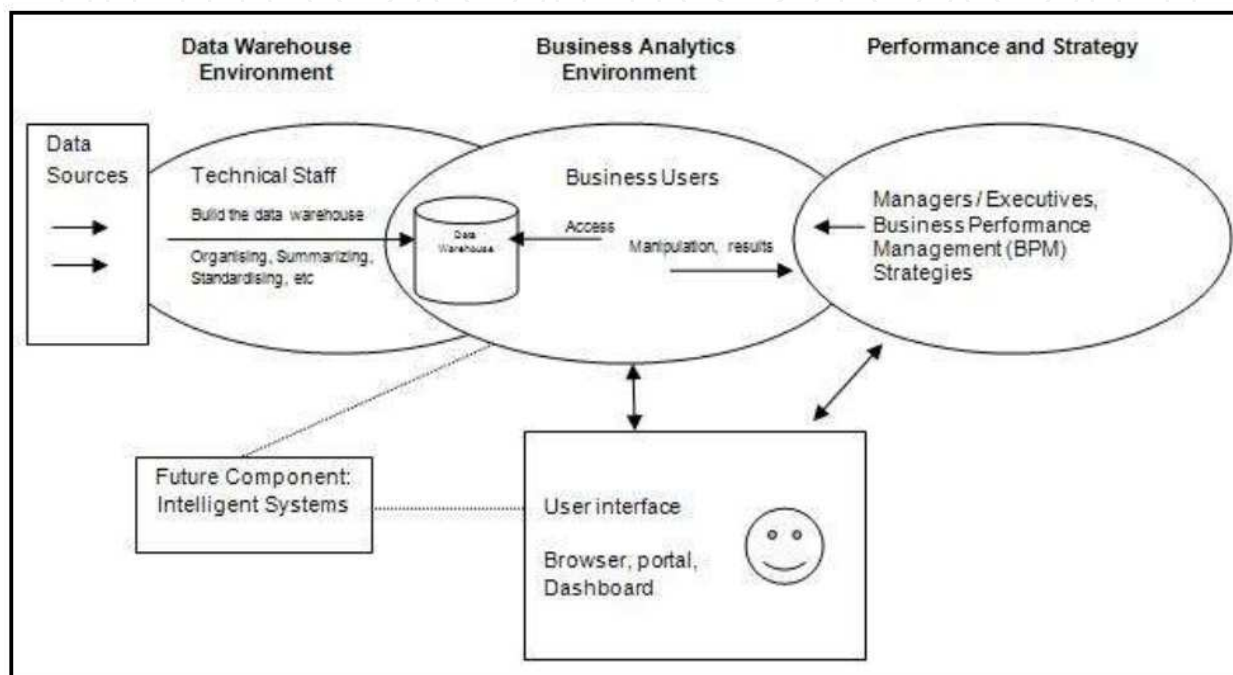 Data Warehouse
Environment
Business Analytics
Environment
Performance and Strategy
Data
Sources
Technical Staff
Build the data warehouse
Organising, Summarizing,
Standardising, etc
Data
Warehouse
Business Users
Access
Manipulation, results
Managers / Executives,
Business Performance
Management (BPM)
Strategies
Future Component:
Intelligent Systems
User interface
Browser, portal,
Dashboard